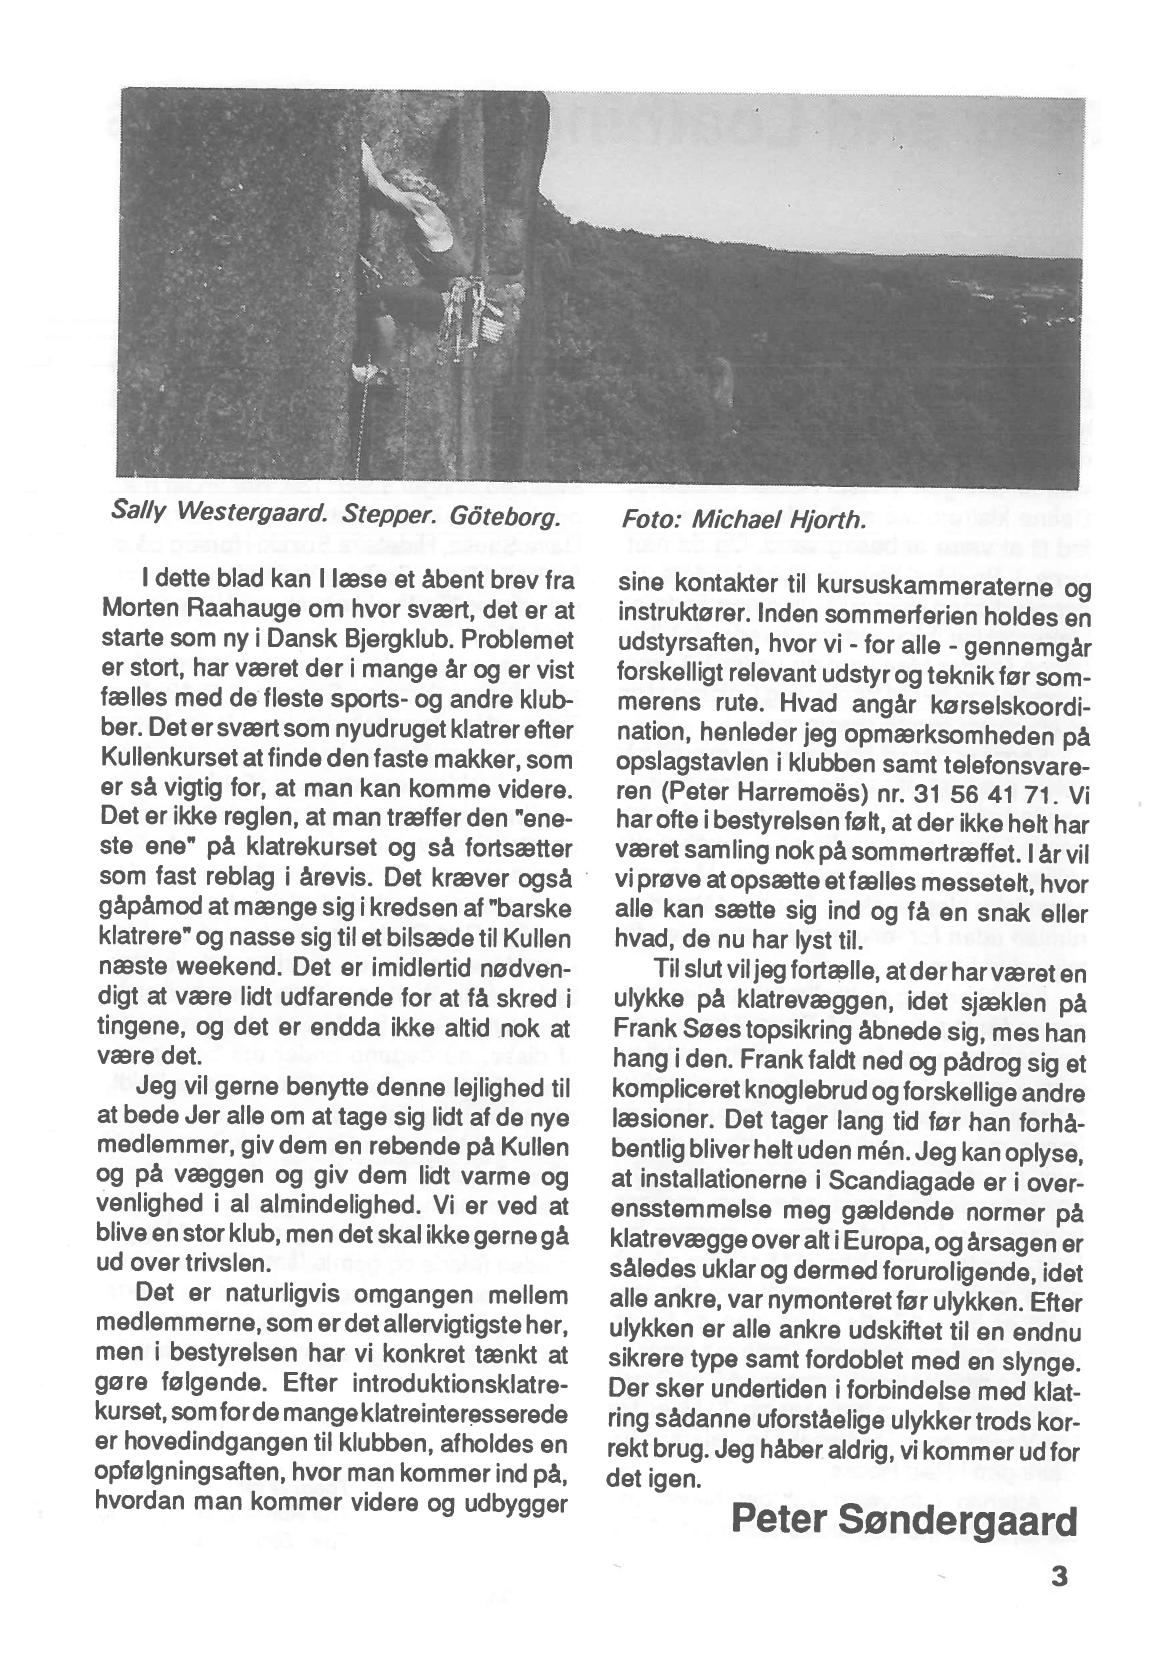 Sally Westergaard. Stepper. Göteborg.
Foto: Michael Hjorth.
I dette blad kan I læse et åbent brev fra
Morten Raahauge om hvor svært, det er at
starte som ny i Dansk Bjergklub. Problemet
er stort, har været der i mange år og er vist
fælles med de fleste sports- og andre klub-
ber. Det er svært som nyudruget klatrer efter
Kullenkurset at finde den faste makker, som
er så vigtig for, at man kan komme videre.
Det er ikke reglen, at man træffer den "ene-
ste ene" på klatrekurset og så fortsætter
som fast reblag i årevis. Det kræver også
gåpåmod at mænge sig i kredsen af "barske
klatrere" og nasse sig til et bilsæde til Kullen
næste weekend. Det er imidlertid nødven-
digt at være lidt udfarende for at få skred i
tingene, og det er endda ikke altid nok at
være det.
Jeg vil gerne benytte denne lejlighed til
at bede Jer alle om at tage sig lidt af de nye
medlemmer, giv dem en rebende på Kullen
og på væggen og giv dem lidt varme og
venlighed i al almindelighed. Vi er ved at
blive en stor klub, men det skal ikke gerne gå
ud over trivslen.
Det er naturligvis omgangen mellem
medlemmerne, som er det allervigtigste her,
men i bestyrelsen har vi konkret tænkt at
gøre følgende. Efter introduktionsklatre-
kurset, som for de mange klatreinteresserede
er hovedindgangen til klubben, afholdes en
opfølgningsaften, hvor man kommer ind på,
hvordan man kommer videre og udbygger
sine kontakter til kursuskammeraterne og
instruktører. Inden sommerferien holdes en
udstyrsaften, hvor vi - for alle - gennemgår
forskelligt relevant udstyr og teknik før som-
merens rute. Hvad angår kørselskoordi-
nation, henleder jeg opmærksomheden på
opslagstavlen i klubben samt telefonsvare-
ren (Peter Harremoës) nr. 31 56 41 71. Vi
har ofte i bestyrelsen følt, at der ikke helt har
været samling nok på sommertræffet. I år vil
vi prøve at opsætte et fælles messetelt, hvor
alle kan sætte sig ind og få en snak eller
hvad, de nu har lyst til.
Til slut vil jeg fortælle, at der har været en
ulykke på klatrevæggen, idet sjæklen på
Frank Søes topsikring åbnede sig, mes han
hang i den. Frank faldt ned og pådrog sig et
kompliceret knoglebrud og forskellige andre
læsioner. Det tager lang tid før han forhå-
bentlig bliver helt uden mén. Jeg kan oplyse,
at installationerne i Scandiagade er i over-
ensstemmelse meg gældende normer på
klatrevægge over alt i Europa, og årsagen er
således uklar og dermed foruroligende, idet
alle ankre, var nymonteret før ulykken. Efter
ulykken er alle ankre udskiftet til en endnu
sikrere type samt fordoblet med en slynge.
Der sker undertiden i forbindelse med klat-
ring sådanne uforståelige ulykker trods kor-
rekt brug. Jeg håber aldrig, vi kommer ud for
det igen.
Peter Søndergaard
3